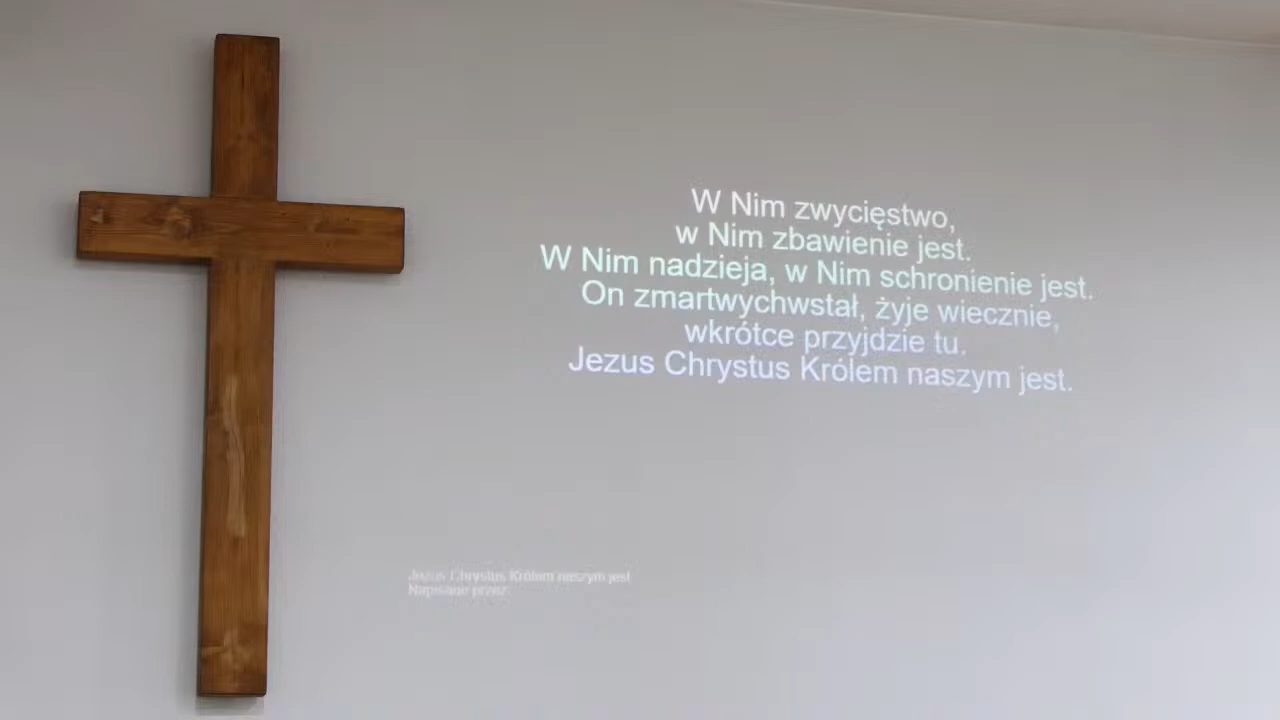 W Nim zwycięstwo,
w Nim zbawienie jest.
W Nim nadzieja, w Nim schronienie jest.
On zmartwychwstał, żyje wiecznie,
wkrótce przyjdzie tu.
Jezus Chrystus Królem naszym jest.
Jezus Chrystus Królem naszym jest
Napisane przez: